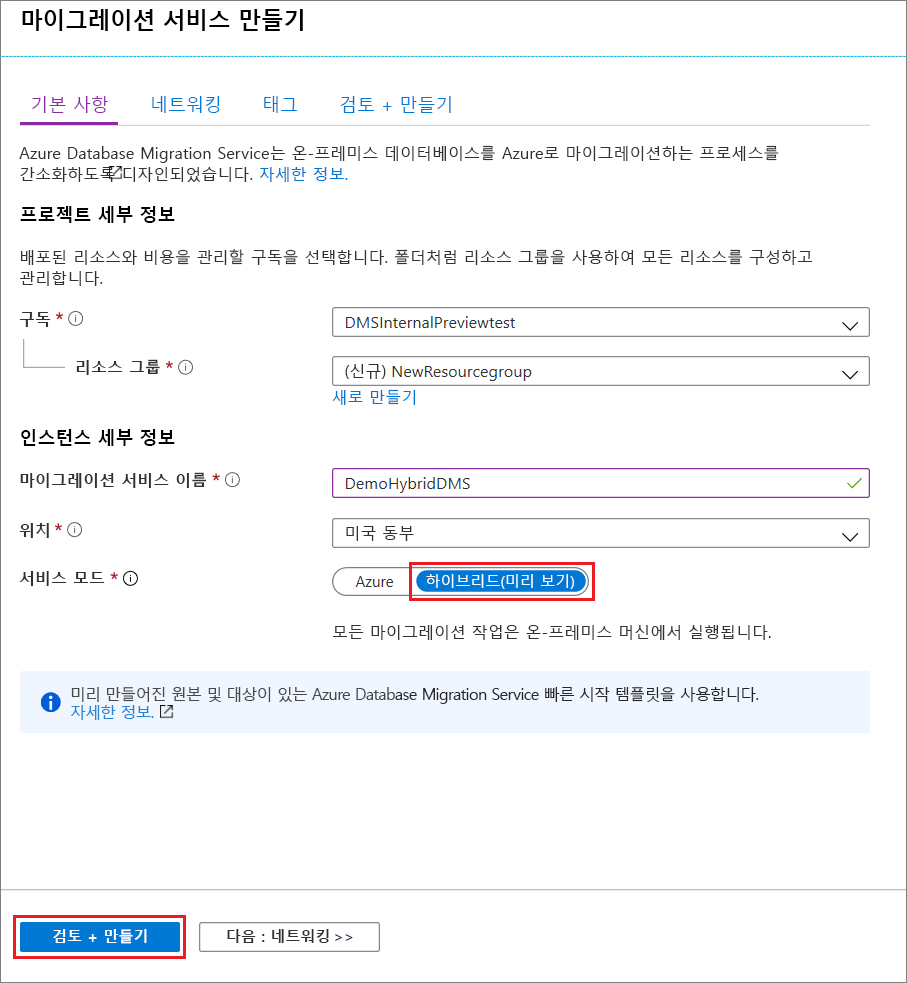 마이그레이션 서비스 만들기
기본 사항 네트워킹 태그 검토 + 만들기
Azure Database Migration Service는 온-프레미스 데이터베이스를 Azure로 마이그레이션하는 프로세스를
간소화하도록 디자인되었습니다. 자세한 정보.
프로젝트 세부 정보
배포된 리소스와 비용을 관리할 구독을 선택합니다. 폴더처럼 리소스 그룹을 사용하여 모든 리소스를 구성하고
관리합니다.
구독 * DMSInternalPreviewtest
리소스 그룹 * (신규) NewResourcegroup
새로 만들기
인스턴스 세부 정보
마이그레이션 서비스 이름 * DemoHybridDMS
위치 * 미국 동부
서비스 모드 * Azure 하이브리드(미리 보기)
모든 마이그레이션 작업은 온-프레미스 머신에서 실행됩니다.
미리 만들어진 원본 및 대상이 있는 Azure Database Migration Service 빠른 시작 템플릿을 사용합니다.
자세한 정보.
검토 + 만들기 다음 : 네트워킹 >>